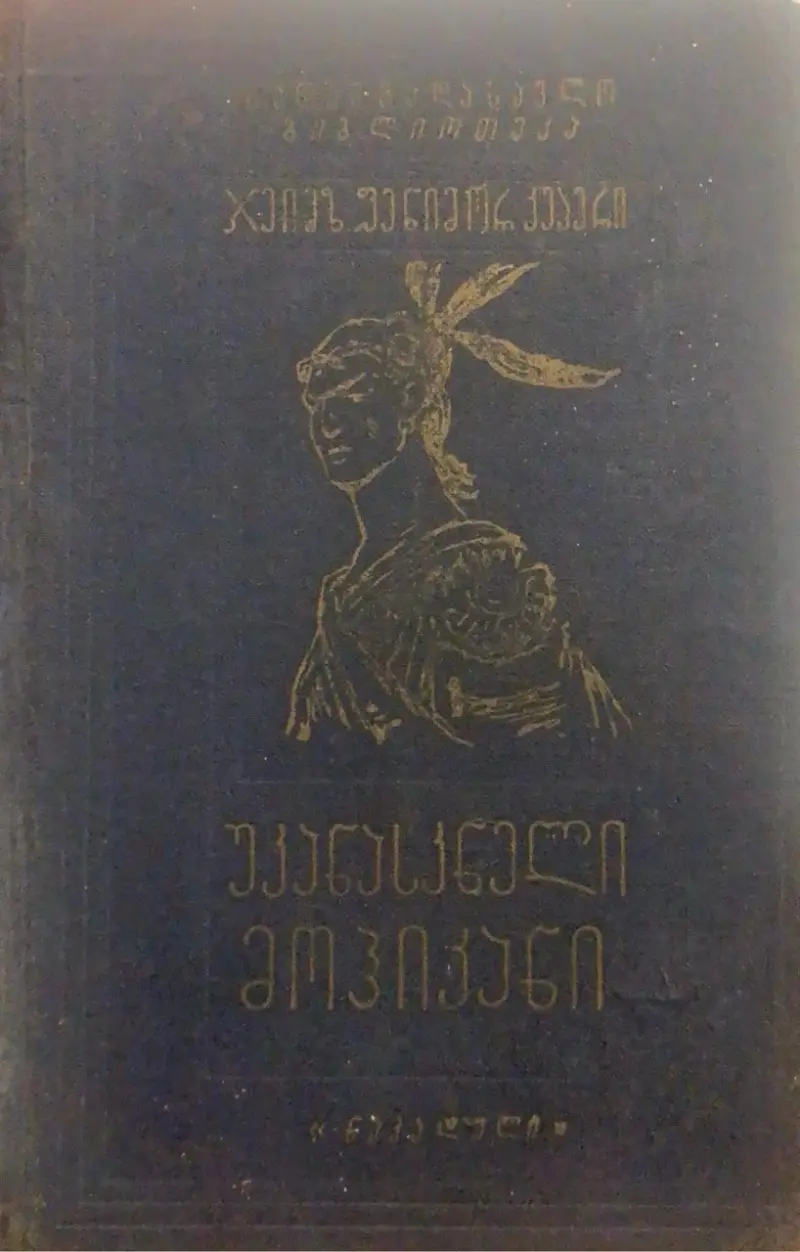 სათავგადასავლო
ბიბლიოთეკა
ჯეიმზ ფენიმორ კუპერი
უკანასკნელი
მოჰიკანი
«ნაკადული»